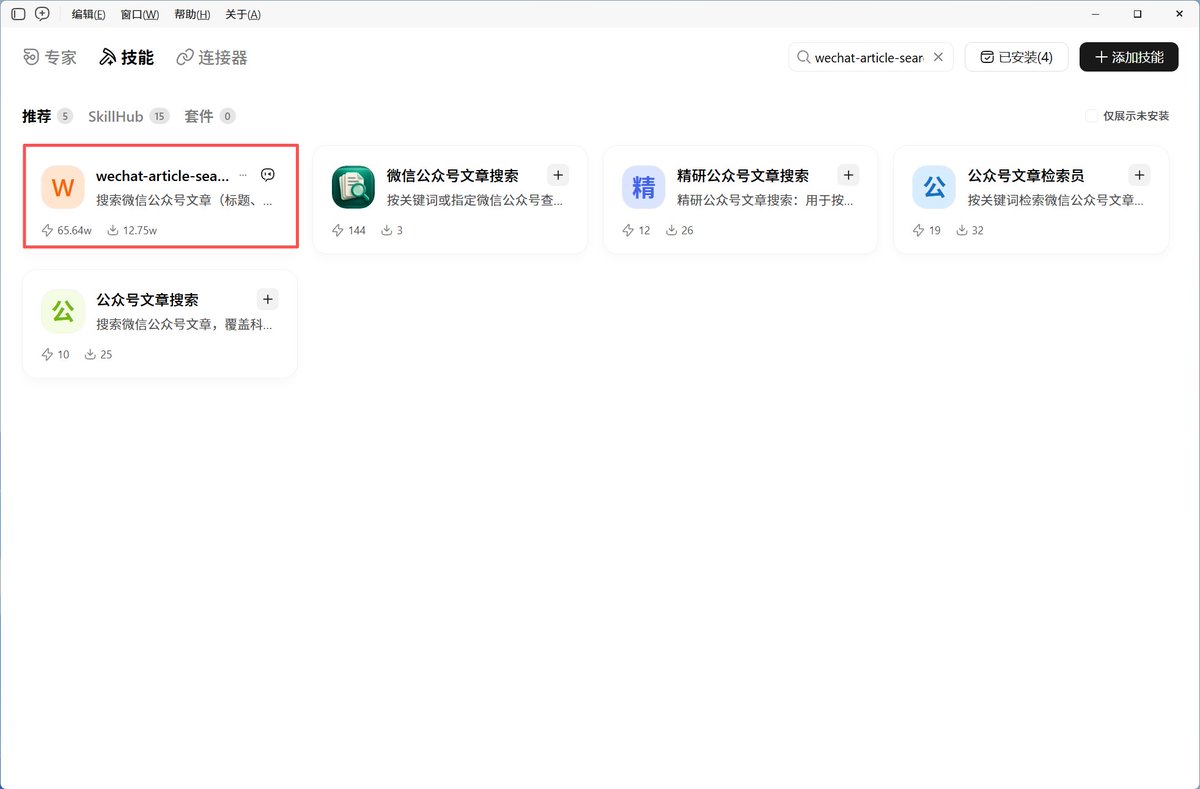 编辑(E) 窗口(W) 帮助(H) 关于(A)
专家 技能 连接器 wechat-article-sear 已安装(4) 添加技能
推荐 5 SkillHub 15 套件 0 仅展示未安装
W wechat-article-sea...
搜索微信公众号文章（标题、...
65.64w 12.75w
微信公众号文章搜索
按关键词或指定微信公众号查...
144 3
精 精研公众号文章搜索
精研公众号文章搜索：用于按...
12 26
公 公众号文章检索员
按关键词检索微信公众号文章...
19 32
公 公众号文章搜索
搜索微信公众号文章，覆盖科...
10 25